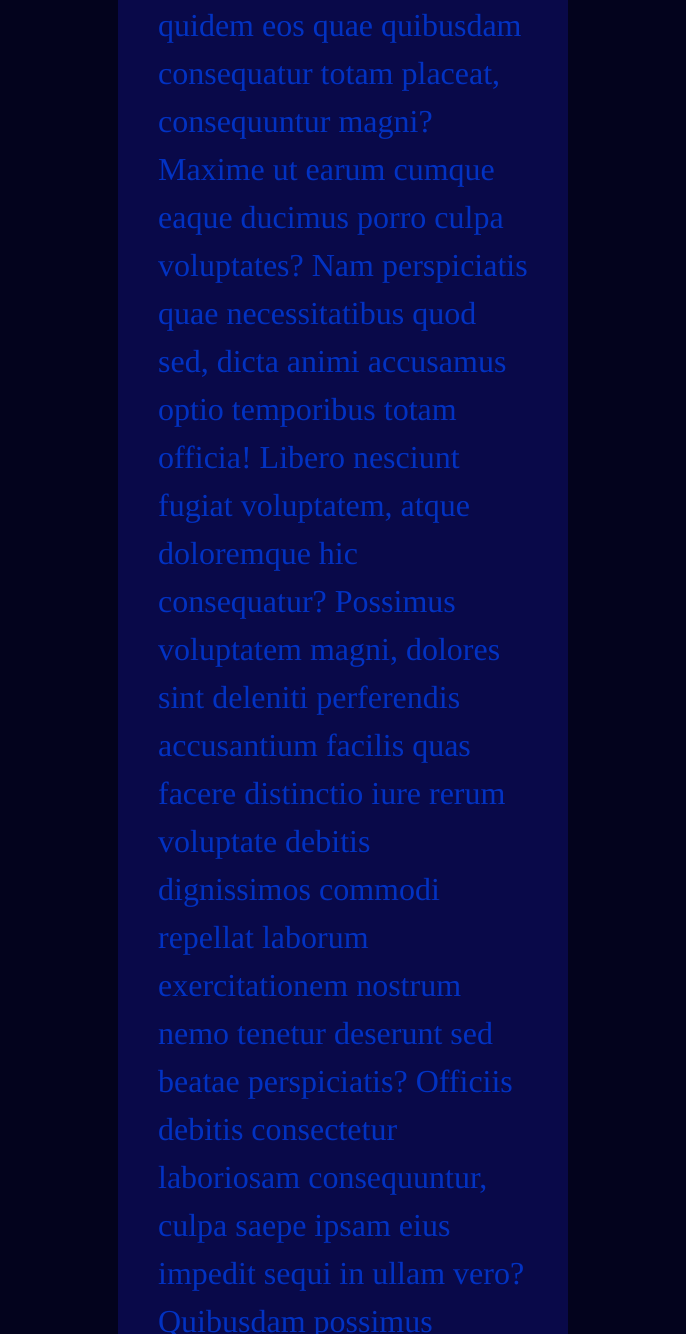 quidem eos quae quibusdam
consequatur totam placeat,
consequuntur magni?
Maxime ut earum cumque
eaque ducimus porro culpa
voluptates? Nam perspiciatis
quae necessitatibus quod
sed, dicta animi accusamus
optio temporibus totam
officia! Libero nesciunt
fugiat voluptatem, atque
doloremque hic
consequatur? Possimus
voluptatem magni, dolores
sint deleniti perferendis
accusantium facilis quas
facere distinctio iure rerum
voluptate debitis
dignissimos commodi
repellat laborum
exercitationem nostrum
nemo tenetur deserunt sed
beatae perspiciatis? Officiis
debitis consectetur
laboriosam consequuntur,
culpa saepe ipsam eius
impedit sequi in ullam vero?
Quibusdam possimus